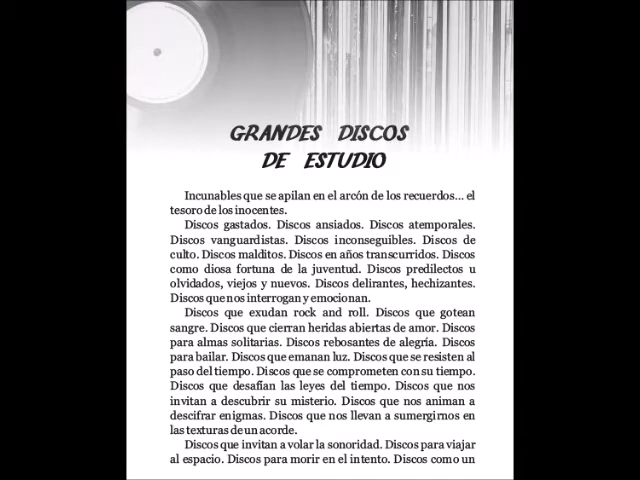 GRANDES DISCOS
DE ESTUDIO
Incunables que se apilan en el arcón de los recuerdos... el
tesoro de los inocentes.
Discos gastados. Discos ansiados. Discos atemporales.
Discos vanguardistas. Discos inconseguibles. Discos de
culto. Discos malditos. Discos en años transcurridos. Discos
como diosa fortuna de la juventud. Discos predilectos u
olvidados, viejos y nuevos. Discos delirantes, hechizantes.
Discos que nos interrogan y emocionan.
Discos que exudan rock and roll. Discos que gotean
sangre. Discos que cierran heridas abiertas de amor. Discos
para almas solitarias. Discos rebosantes de alegría. Discos
para bailar. Discos que emanan luz. Discos que se resisten al
paso del tiempo. Discos que se comprometen con su tiempo.
Discos que desafían las leyes del tiempo. Discos que nos
invitan a descubrir su misterio. Discos que nos animan a
descifrar enigmas. Discos que nos llevan a sumergirnos en
las texturas de un acorde.
Discos que invitan a volar la sonoridad. Discos para viajar
al espacio. Discos para morir en el intento. Discos como un